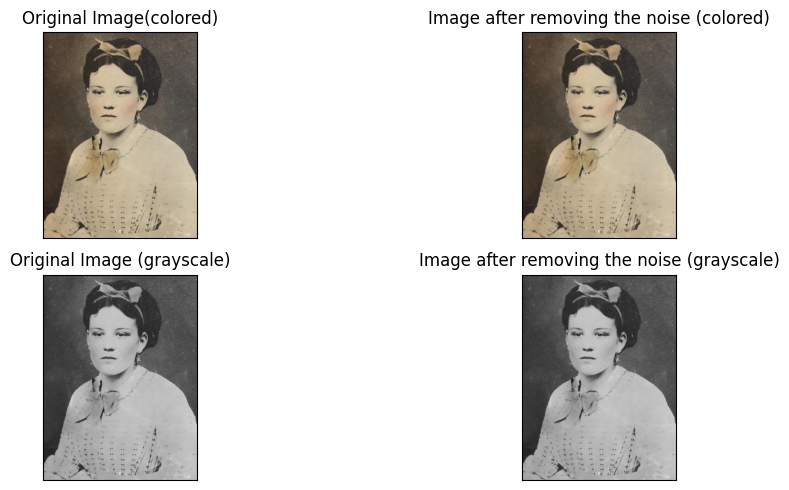 Original Image(colored)
Image after removing the noise (colored)
Original Image (grayscale)
Image after removing the noise (grayscale)